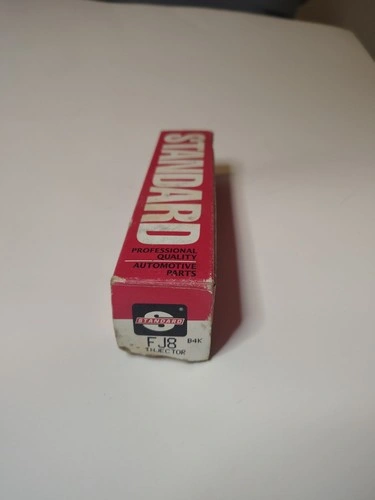 STANDARD
PROFESSIONAL
QUALITY
AUTOMOTIVE
PARTS
STANDARD ®
FJ8 B4K
INJECTOR